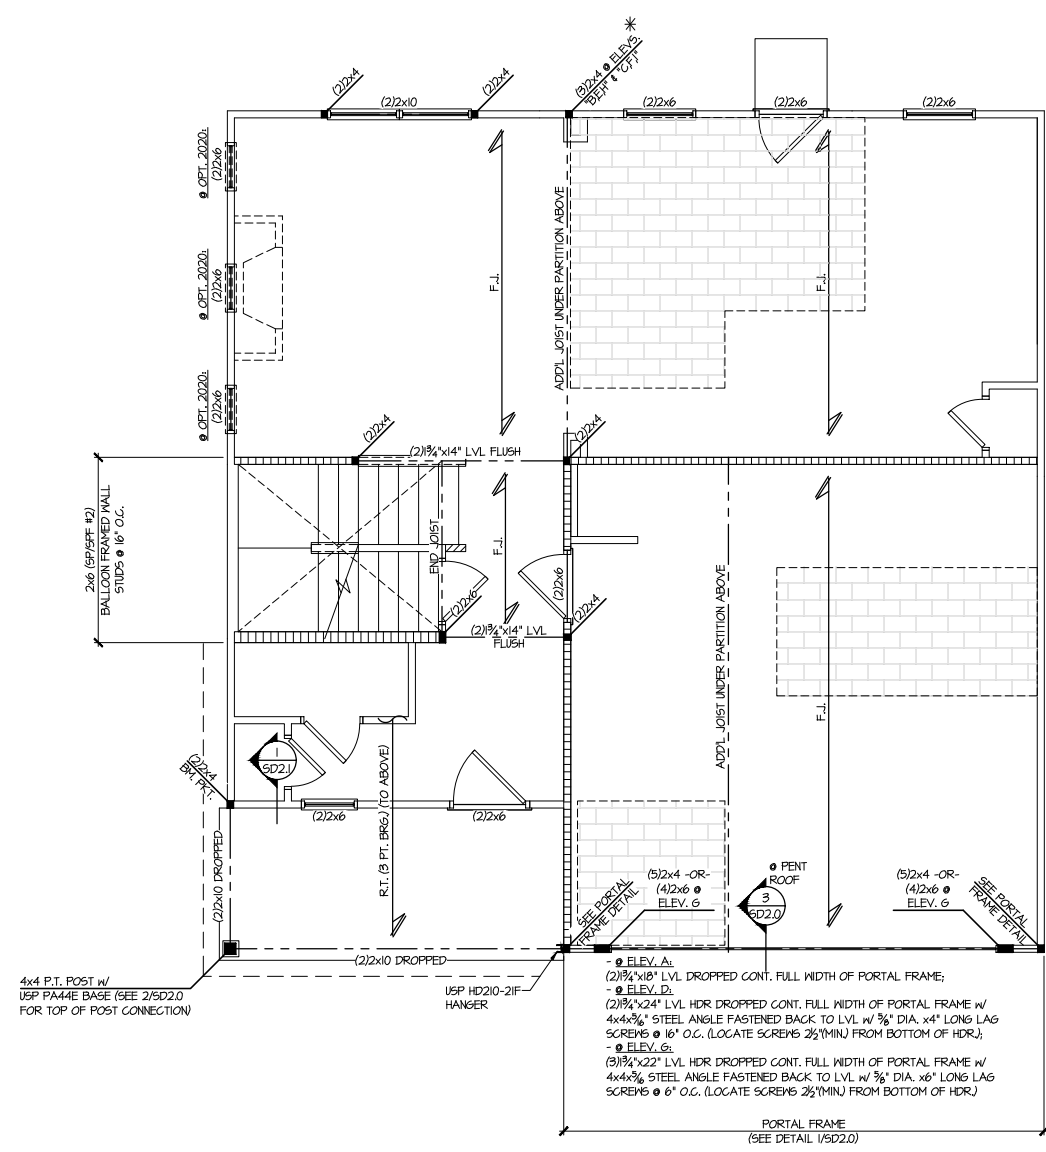 *
(3)2x4 @ ELEVS.
"B,E,H" & "C,F,I"
(2)2x4
(2)2x4
(2)2x10
(2)2x6
(2)2x6
(2)2x6
@ OPT. 2020:
(2)2x6
@ OPT. 2020:
(2)2x6
@ OPT. 2020:
(2)2x6
F.J.
ADD'L JOIST UNDER PARTITION ABOVE
F.J.
(2)2x4
(2)1¾"x14" LVL FLUSH
(2)2x4
2x6 (SP/SPF #2)
BALLOON FRAMED WALL
STUDS @ 16" O.C.
END JOIST
F.J.
(2)2x6
(2)2x6
(2)2x4
(2)1¾"x14" LVL
FLUSH
ADD'L JOIST UNDER PARTITION ABOVE
F.J.
1
SD2.1
(2)2x4
BM. PKT.
R.T. (3 PT. BRG.) (TO ABOVE)
(2)2x6
(2)2x6
(2)2x10 DROPPED
(2)2x10 DROPPED
SEE PORTAL
FRAME DETAIL
(5)2x4 -OR-
(4)2x6 @
ELEV. G
@ PENT
ROOF
3
SD2.0
(5)2x4 -OR-
(4)2x6 @
ELEV. G
SEE PORTAL
FRAME DETAIL
4x4 P.T. POST w/
USP PA44E BASE (SEE 2/SD2.0
FOR TOP OF POST CONNECTION)
USP HD210-2IF
HANGER
- @ ELEV. A:
(2)1¾"x18" LVL DROPPED CONT. FULL WIDTH OF PORTAL FRAME;
- @ ELEV. D:
(2)1¾"x24" LVL HDR DROPPED CONT. FULL WIDTH OF PORTAL FRAME w/
4x4x5/16" STEEL ANGLE FASTENED BACK TO LVL w/ 5/8" DIA. x4" LONG LAG
SCREWS @ 16" O.C. (LOCATE SCREWS 2½"(MIN.) FROM BOTTOM OF HDR.);
- @ ELEV. G:
(3)1¾"x22" LVL HDR DROPPED CONT. FULL WIDTH OF PORTAL FRAME w/
4x4x5/16 STEEL ANGLE FASTENED BACK TO LVL w/ 5/8" DIA. x6" LONG LAG
SCREWS @ 6" O.C. (LOCATE SCREWS 2½"(MIN.) FROM BOTTOM OF HDR.)
PORTAL FRAME
(SEE DETAIL 1/SD2.0)